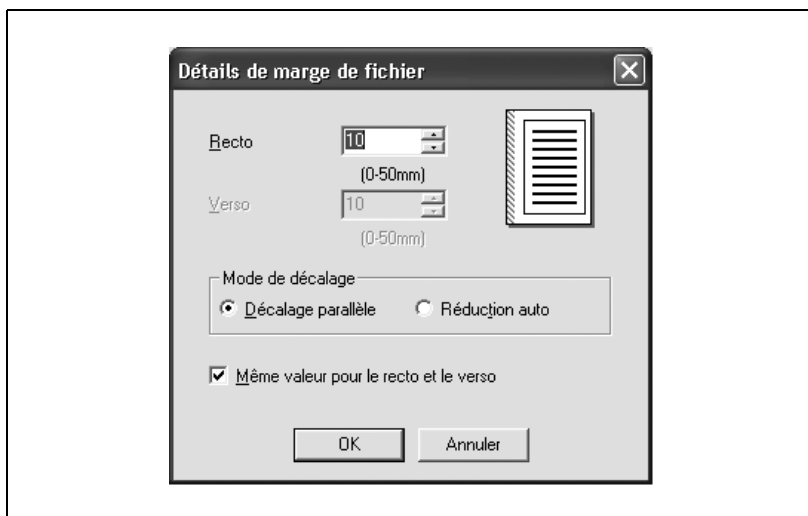 Détails de marge de fichier
Recto
10
(0-50mm)
Verso
10
(0-50mm)
Mode de décalage
Décalage parallèle Réduction auto
Même valeur pour le recto et le verso
OK Annuler